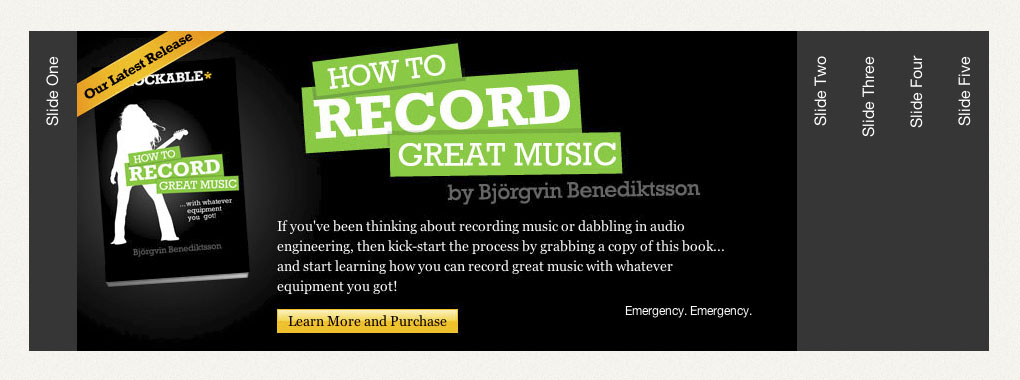 Slide One
Our Latest Release
ROCKABLE*
HOW TO
RECORD
GREAT MUSIC
...with whatever
equipment
you got!
Björgvin Benediktsson
HOW TO
RECORD
GREAT MUSIC
by Björgvin Benediktsson
If you've been thinking about recording music or dabbling in audio
engineering, then kick-start the process by grabbing a copy of this book...
and start learning how you can record great music with whatever
equipment you got!
Learn More and Purchase
Emergency. Emergency.
Slide Two
Slide Three
Slide Four
Slide Five